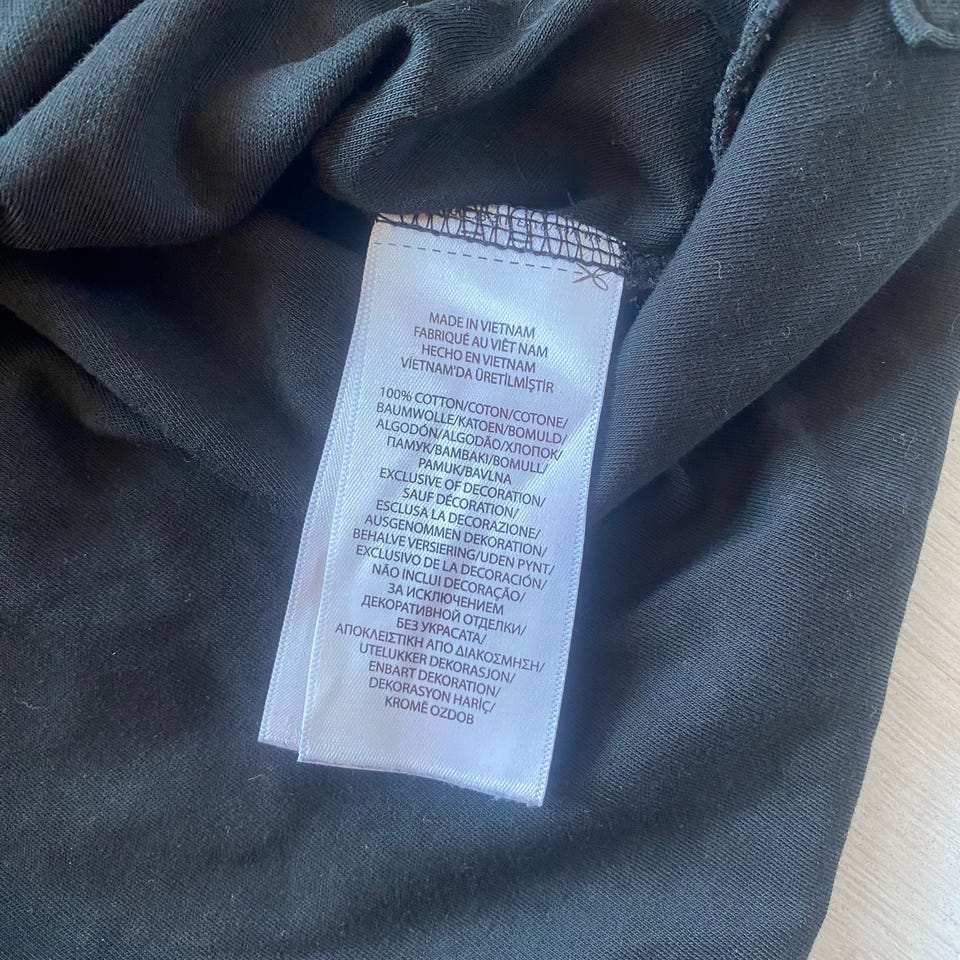 MADE IN VIETNAM
FABRIQUÉ AU VIÊT NAM
HECHO EN VIETNAM
VİETNAM'DA ÜRETİLMİŞTİR
100% COTTON/COTON/COTONE/
BAUMWOLLE/KATOEN/BOMULD/
ALGODÓN/ALGODÃO/ХЛОПОК/
ПАМУК/BAMBAKI/BOMULL/
PAMUK/BAVLNA
EXCLUSIVE OF DECORATION/
SAUF DÉCORATION/
ESCLUSA LA DECORAZIONE/
AUSGENOMMEN DEKORATION/
BEHALVE VERSIERING/UDEN PYNT/
EXCLUSIVO DE LA DECORACIÓN/
NÃO INCLUI DECORAÇÃO/
ЗА ИСКЛЮЧЕНИЕМ
ДЕКОРАТИВНОЙ ОТДЕЛКИ/
БЕЗ УКРАСАТА/
ΑΠΟΚΛΕΙΣΤΙΚΗ ΑΠΟ ΔΙΑΚΟΣΜΗΣΗ/
UTELUKKER DEKORASJON/
ENBART DEKORATION/
DEKORASYON HARİÇ/
KROMĚ OZDOB